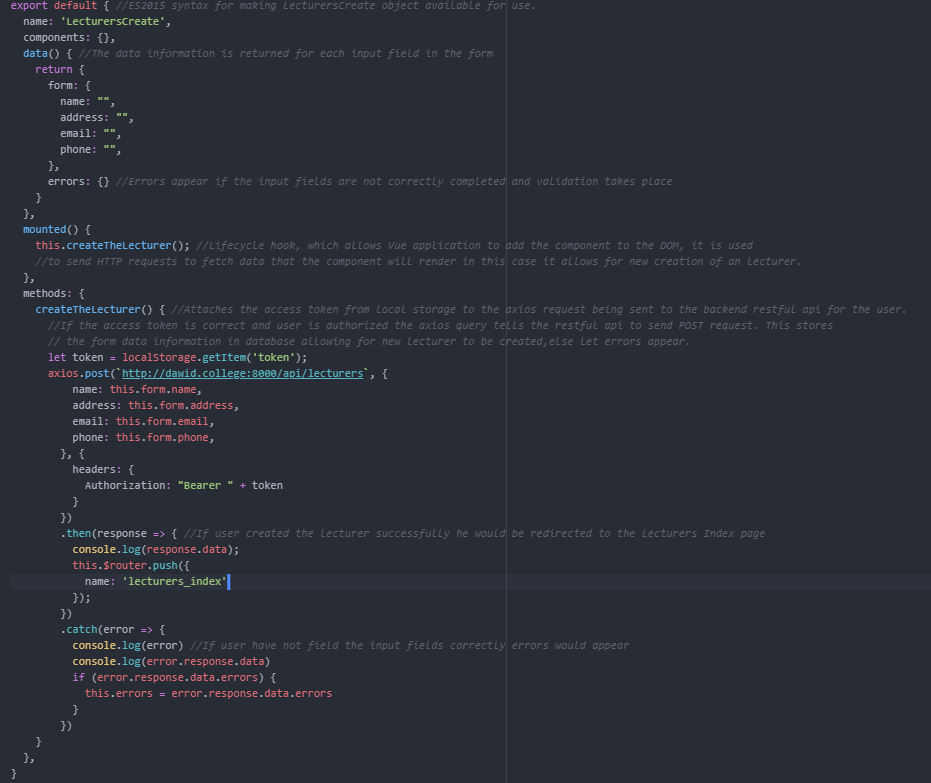 export default { //ES2015 syntax for making LecturersCreate object available for use.
  name: 'LecturersCreate',
  components: {},
  data() { //The data information is returned for each input field in the form
    return {
      form: {
        name: "",
        address: "",
        email: "",
        phone: "",
      },
      errors: {} //Errors appear if the input fields are not correctly completed and validation takes place
    }
  },
  mounted() {
    this.createTheLecturer(); //Lifecycle hook, which allows Vue application to add the component to the DOM, it is used
    //to send HTTP requests to fetch data that the component will render in this case it allows for new creation of an lecturer.
  },
  methods: {
    createTheLecturer() { //Attaches the access token from local storage to the axios request being sent to the backend restful api for the user.
      //If the access token is correct and user is authorized the axios query tells the restful api to send POST request. This stores
      // the form data information in database allowing for new lecturer to be created,else let errors appear.
      let token = localStorage.getItem('token');
      axios.post(`http://dawid.college:8000/api/lecturers`, {
          name: this.form.name,
          address: this.form.address,
          email: this.form.email,
          phone: this.form.phone,
        }, {
          headers: {
            Authorization: "Bearer " + token
          }
        })
        .then(response => { //If user created the lecturer successfully he would be redirected to the Lecturers Index page
          console.log(response.data);
          this.$router.push({
            name: 'lecturers_index'
          });
        })
        .catch(error => {
          console.log(error) //If user have not field the input fields correctly errors would appear
          console.log(error.response.data)
          if (error.response.data.errors) {
            this.errors = error.response.data.errors
          }
        })
    }
  },
}